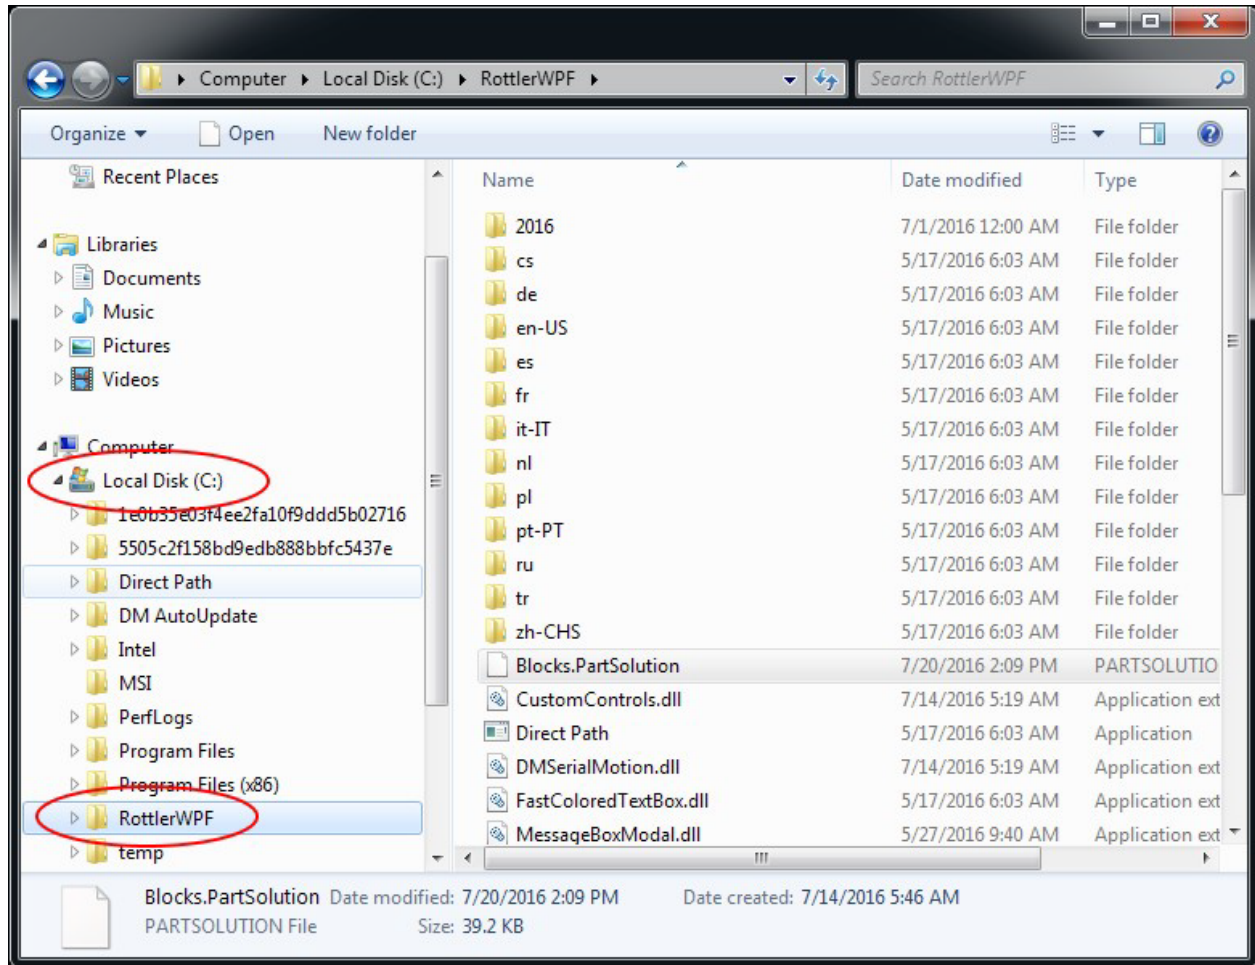 Computer Local Disk (C:) RottlerWPF Search RottlerWPF
Organize Open New folder
Recent Places
Libraries
Documents
Music
Pictures
Videos
Computer
Local Disk (C:)
1e0b35e03f4ee2fa10f9ddd5b02716
5505c2f158bd9edb888bbfc5437e
Direct Path
DM AutoUpdate
Intel
MSI
PerfLogs
Program Files
Program Files (x86)
RottlerWPF
temp
Name Date modified Type
2016 7/1/2016 12:00 AM File folder
cs 5/17/2016 6:03 AM File folder
de 5/17/2016 6:03 AM File folder
en-US 5/17/2016 6:03 AM File folder
es 5/17/2016 6:03 AM File folder
fr 5/17/2016 6:03 AM File folder
it-IT 5/17/2016 6:03 AM File folder
nl 5/17/2016 6:03 AM File folder
pl 5/17/2016 6:03 AM File folder
pt-PT 5/17/2016 6:03 AM File folder
ru 5/17/2016 6:03 AM File folder
tr 5/17/2016 6:03 AM File folder
zh-CHS 5/17/2016 6:03 AM File folder
Blocks.PartSolution 7/20/2016 2:09 PM PARTSOLUTIO
CustomControls.dll 7/14/2016 5:19 AM Application ext
Direct Path 5/17/2016 6:03 AM Application
DMSerialMotion.dll 7/14/2016 5:19 AM Application ext
FastColoredTextBox.dll 5/17/2016 6:03 AM Application ext
MessageBoxModal.dll 5/27/2016 9:40 AM Application ext
Blocks.PartSolution Date modified: 7/20/2016 2:09 PM Date created: 7/14/2016 5:46 AM
PARTSOLUTION File Size: 39.2 KB